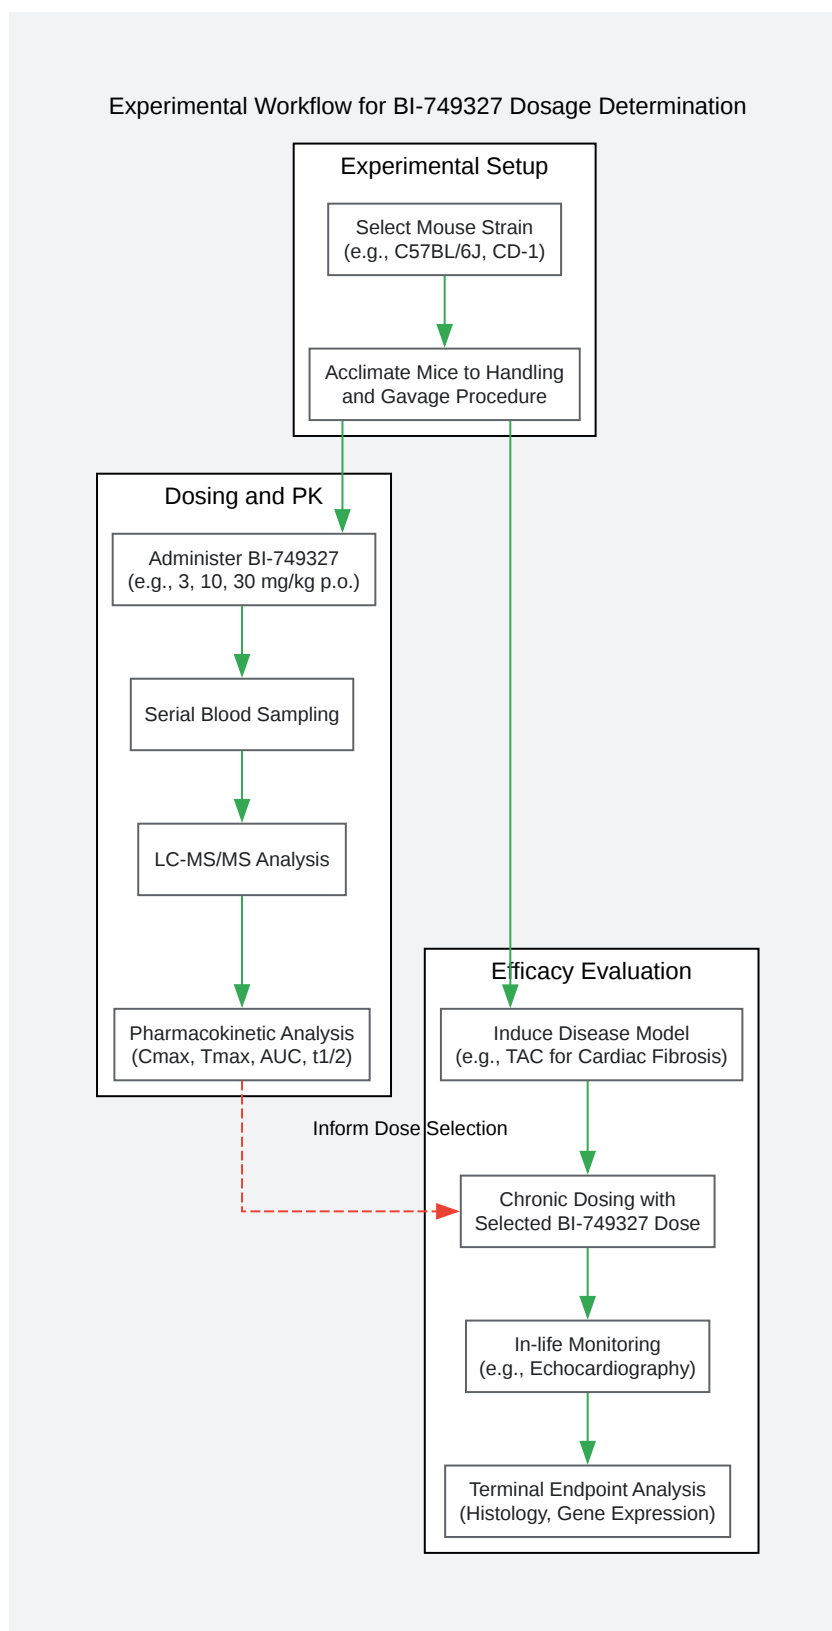 Experimental Workflow for BI-749327 Dosage Determination
Experimental Setup
Select Mouse Strain
(e.g., C57BL/6J, CD-1)
Acclimate Mice to Handling
and Gavage Procedure
Dosing and PK
Administer BI-749327
(e.g., 3, 10, 30 mg/kg p.o.)
Serial Blood Sampling
LC-MS/MS Analysis
Pharmacokinetic Analysis
(Cmax, Tmax, AUC, t1/2)
Inform Dose Selection
Efficacy Evaluation
Induce Disease Model
(e.g., TAC for Cardiac Fibrosis)
Chronic Dosing with
Selected BI-749327 Dose
In-life Monitoring
(e.g., Echocardiography)
Terminal Endpoint Analysis
(Histology, Gene Expression)